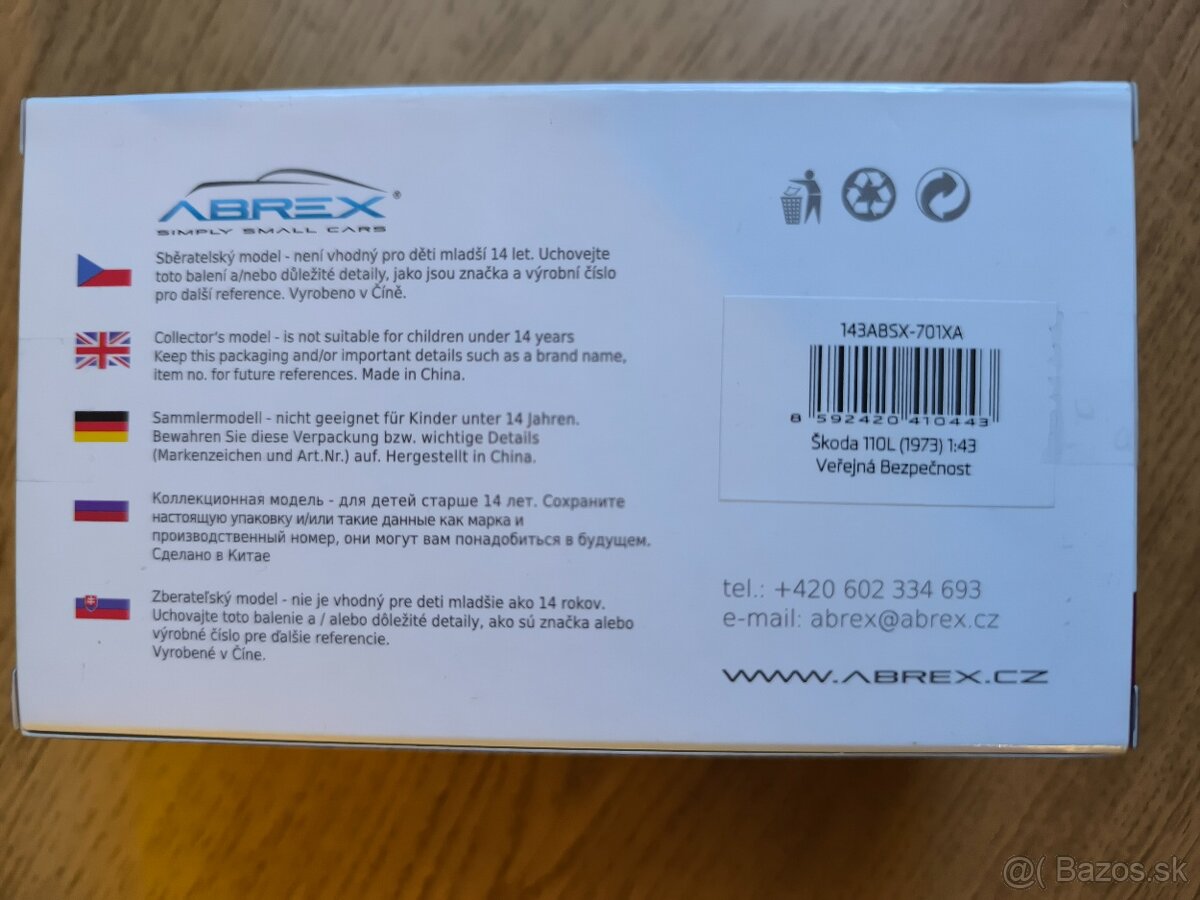 ABREX®
SIMPLY SMALL CARS
Sběratelský model - není vhodný pro děti mladší 14 let. Uchovejte
toto balení a/nebo důležité detaily, jako jsou značka a výrobní číslo
pro další reference. Vyrobeno v Číně.
Collector's model - is not suitable for children under 14 years
Keep this packaging and/or important details such as a brand name,
item no. for future references. Made in China.
Sammlermodell - nicht geeignet für Kinder unter 14 Jahren.
Bewahren Sie diese Verpackung bzw. wichtige Details
(Markenzeichen und Art.Nr.) auf. Hergestellt in China.
Коллекционная модель - для детей старше 14 лет. Сохраните
настоящую упаковку и/или такие данные как марка и
производственный номер, они могут вам понадобиться в будущем.
Сделано в Китае
Zberateľský model - nie je vhodný pre deti mladšie ako 14 rokov.
Uchovajte toto balenie a / alebo dôležité detaily, ako sú značka alebo
výrobné číslo pre ďalšie referencie.
Vyrobené v Číne.
143ABSX-701XA
8 592420 410443
Škoda 110L (1973) 1:43
Veřejná Bezpečnost
tel.: +420 602 334 693
e-mail: abrex@abrex.cz
WWW.ABREX.CZ
@( Bazos.sk